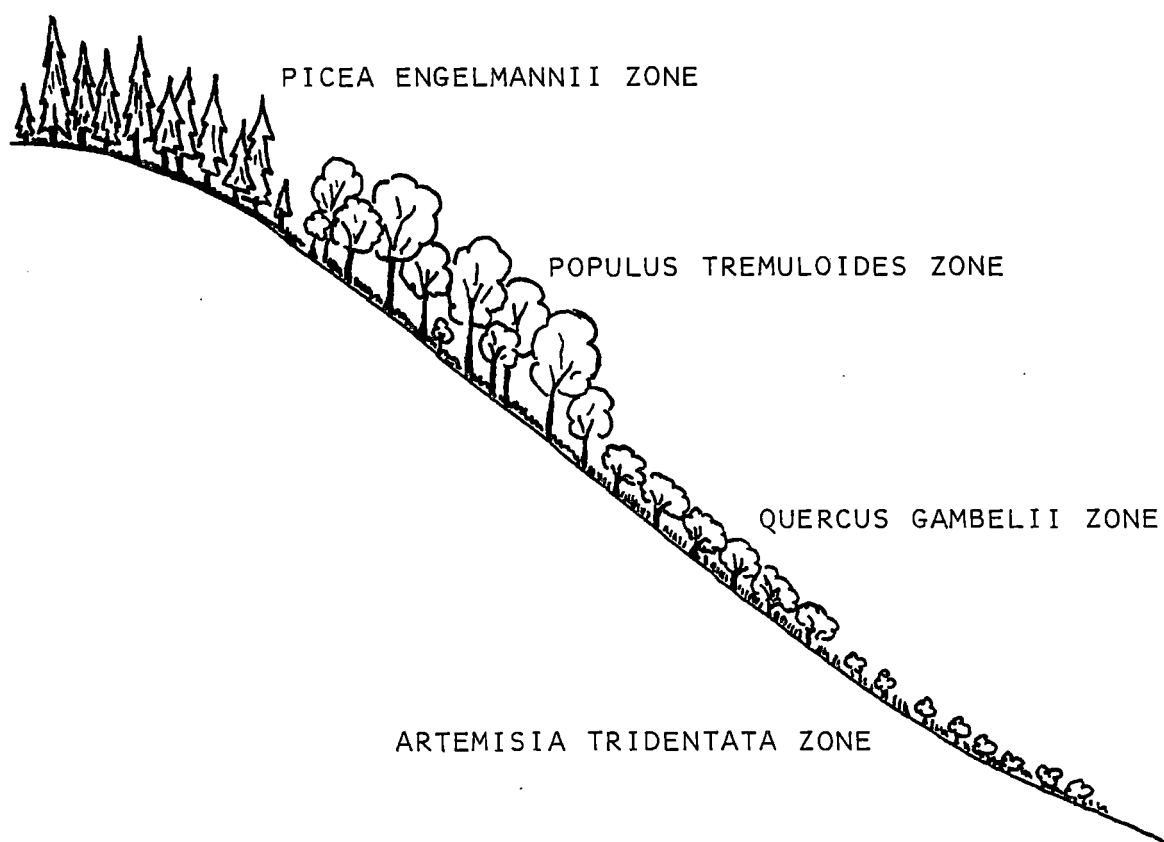 PICEA ENGELMANNII ZONE
POPULUS TREMULOIDES ZONE
QUERCUS GAMBELII ZONE
ARTEMISIA TRIDENTATA ZONE